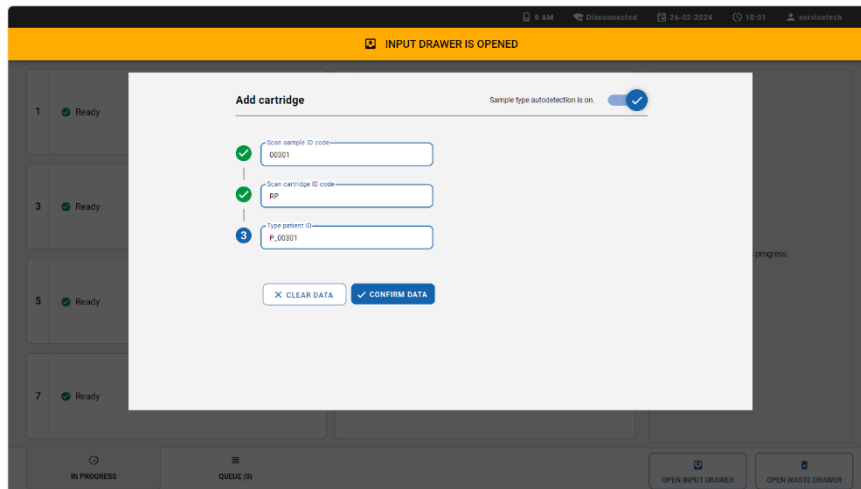 8 AM Disconnected 26-02-2024 10:01 servicetech
INPUT DRAWER IS OPENED
Add cartridge
Sample type autodetection is on.
1 Ready
Scan sample ID code
00301
Scan cartridge ID code
RP
3 Ready
3
Type patient ID
P_00301
progress
5 Ready
CLEAR DATA
CONFIRM DATA
7 Ready
IN PROGRESS
QUEUE (0)
OPEN INPUT DRAWER
OPEN WASTE DRAWER